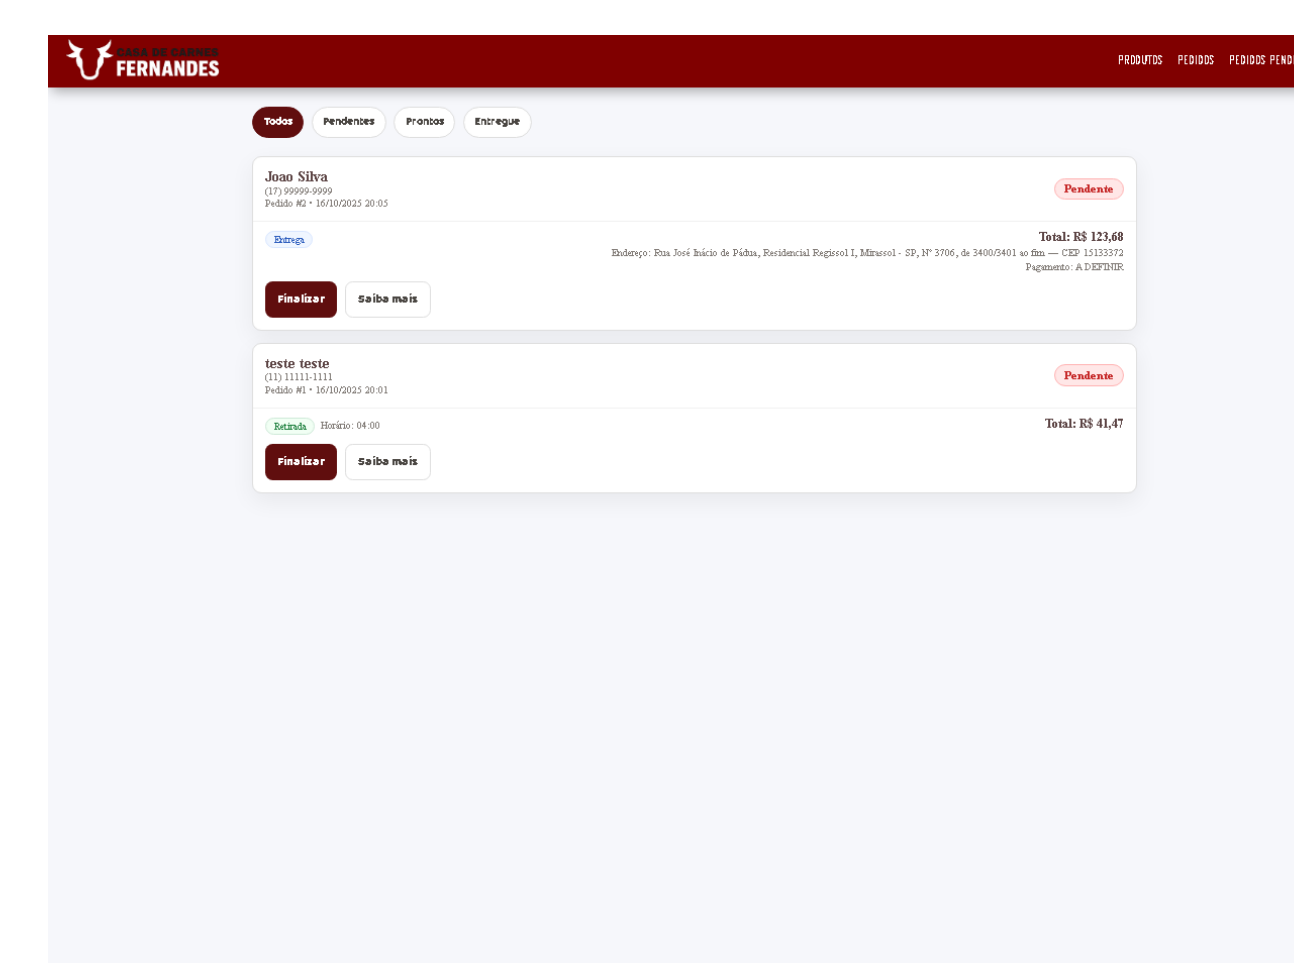 CASA DE CARNES
FERNANDES
PRODUTOS PEDIDOS PEDIDOS PEND
Todos Pendentes Prontos Entregue
Joao Silva
(17) 99999-9999
Pedido #2 • 16/10/2025 20:05
Pendente
Entrega
Total: R$ 123,68
Endereço: Rua José Inácio de Pádua, Residencial Regissol I, Mirassol - SP, Nº 3706, de 3400/3401 ao fim — CEP 15133372
Pagamento: A DEFINIR
Finalizar Saiba mais
teste teste
(11) 11111-1111
Pedido #1 • 16/10/2025 20:01
Pendente
Retirada Horário: 04:00
Total: R$ 41,47
Finalizar Saiba mais